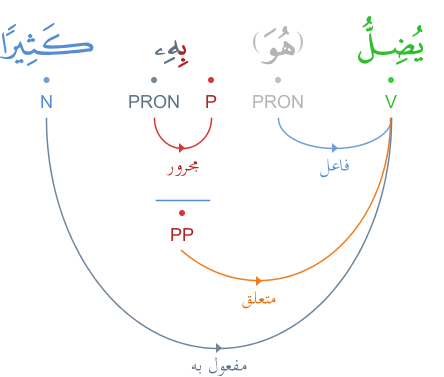 يُضِلُّ (هُوَ) بِهِۦ كَثِيرًا
V PRON P PRON N
فاعل
مجرور
PP
متعلق
مفعول به